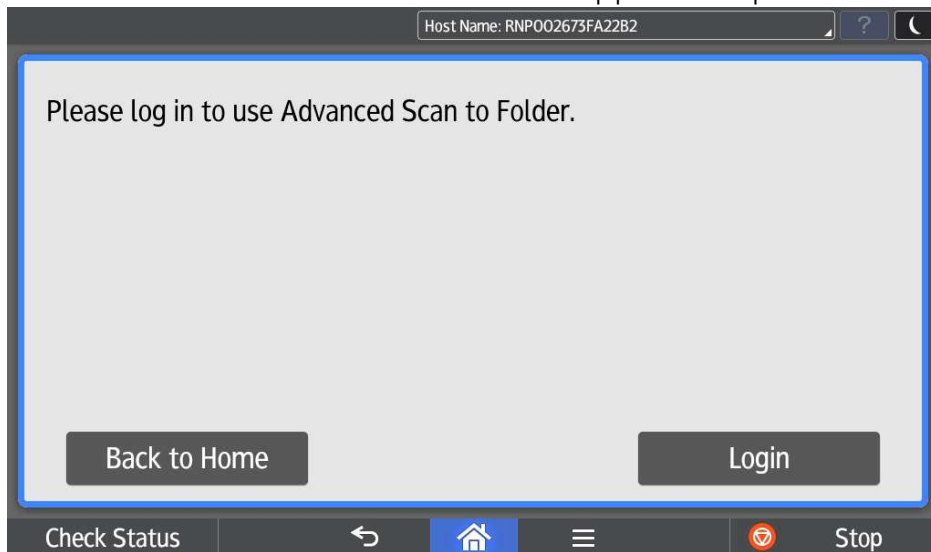 Host Name: RNP002673FA22B2 ?
Please log in to use Advanced Scan to Folder.
Back to Home Login
Check Status Stop